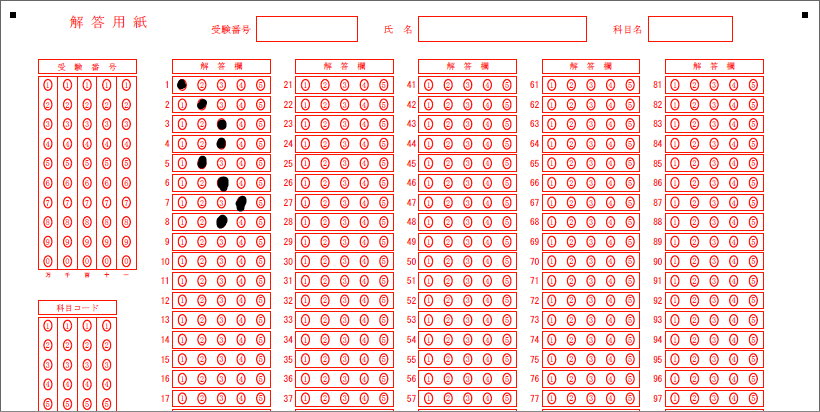 解答用紙
受験番号
氏 名
科目名
受 験 番 号 解 答 欄 解 答 欄 解 答 欄 解 答 欄 解 答 欄
① ① ① ① ① 1 ② ③ ④ ⑤ 21 ① ② ③ ④ ⑤ 41 ① ② ③ ④ ⑤ 61 ① ② ③ ④ ⑤ 81 ① ② ③ ④ ⑤
② ② ② ② ② 2 ① ③ ④ ⑤ 22 ① ② ③ ④ ⑤ 42 ① ② ③ ④ ⑤ 62 ① ② ③ ④ ⑤ 82 ① ② ③ ④ ⑤
③ ③ ③ ③ ③ 3 ① ② ④ ⑤ 23 ① ② ③ ④ ⑤ 43 ① ② ③ ④ ⑤ 63 ① ② ③ ④ ⑤ 83 ① ② ③ ④ ⑤
④ ④ ④ ④ ④ 4 ① ② ④ ⑤ 24 ① ② ③ ④ ⑤ 44 ① ② ③ ④ ⑤ 64 ① ② ③ ④ ⑤ 84 ① ② ③ ④ ⑤
⑤ ⑤ ⑤ ⑤ ⑤ 5 ① ③ ④ ⑤ 25 ① ② ③ ④ ⑤ 45 ① ② ③ ④ ⑤ 65 ① ② ③ ④ ⑤ 85 ① ② ③ ④ ⑤
⑥ ⑥ ⑥ ⑥ ⑥ 6 ① ② ④ ⑤ 26 ① ② ③ ④ ⑤ 46 ① ② ③ ④ ⑤ 66 ① ② ③ ④ ⑤ 86 ① ② ③ ④ ⑤
⑦ ⑦ ⑦ ⑦ ⑦ 7 ① ② ③ ⑤ 27 ① ② ③ ④ ⑤ 47 ① ② ③ ④ ⑤ 67 ① ② ③ ④ ⑤ 87 ① ② ③ ④ ⑤
⑧ ⑧ ⑧ ⑧ ⑧ 8 ① ② ④ ⑤ 28 ① ② ③ ④ ⑤ 48 ① ② ③ ④ ⑤ 68 ① ② ③ ④ ⑤ 88 ① ② ③ ④ ⑤
⑨ ⑨ ⑨ ⑨ ⑨ 9 ① ② ③ ④ ⑤ 29 ① ② ③ ④ ⑤ 49 ① ② ③ ④ ⑤ 69 ① ② ③ ④ ⑤ 89 ① ② ③ ④ ⑤
⓪ ⓪ ⓪ ⓪ ⓪ 10 ① ② ③ ④ ⑤ 30 ① ② ③ ④ ⑤ 50 ① ② ③ ④ ⑤ 70 ① ② ③ ④ ⑤ 90 ① ② ③ ④ ⑤
万 千 百 十 一
11 ① ② ③ ④ ⑤ 31 ① ② ③ ④ ⑤ 51 ① ② ③ ④ ⑤ 71 ① ② ③ ④ ⑤ 91 ① ② ③ ④ ⑤
科目コード 12 ① ② ③ ④ ⑤ 32 ① ② ③ ④ ⑤ 52 ① ② ③ ④ ⑤ 72 ① ② ③ ④ ⑤ 92 ① ② ③ ④ ⑤
① ① ① ① 13 ① ② ③ ④ ⑤ 33 ① ② ③ ④ ⑤ 53 ① ② ③ ④ ⑤ 73 ① ② ③ ④ ⑤ 93 ① ② ③ ④ ⑤
② ② ② ② 14 ① ② ③ ④ ⑤ 34 ① ② ③ ④ ⑤ 54 ① ② ③ ④ ⑤ 74 ① ② ③ ④ ⑤ 94 ① ② ③ ④ ⑤
③ ③ ③ ③ 15 ① ② ③ ④ ⑤ 35 ① ② ③ ④ ⑤ 55 ① ② ③ ④ ⑤ 75 ① ② ③ ④ ⑤ 95 ① ② ③ ④ ⑤
④ ④ ④ ④ 16 ① ② ③ ④ ⑤ 36 ① ② ③ ④ ⑤ 56 ① ② ③ ④ ⑤ 76 ① ② ③ ④ ⑤ 96 ① ② ③ ④ ⑤
⑤ ⑤ ⑤ ⑤ 17 ① ② ③ ④ ⑤ 37 ① ② ③ ④ ⑤ 57 ① ② ③ ④ ⑤ 77 ① ② ③ ④ ⑤ 97 ① ② ③ ④ ⑤